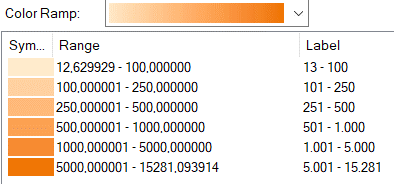 Color Ramp:
Sym... Range Label
12,629929 - 100,000000 13 - 100
100,000001 - 250,000000 101 - 250
250,000001 - 500,000000 251 - 500
500,000001 - 1000,000000 501 - 1.000
1000,000001 - 5000,000000 1.001 - 5.000
5000,000001 - 15281,093914 5.001 - 15.281